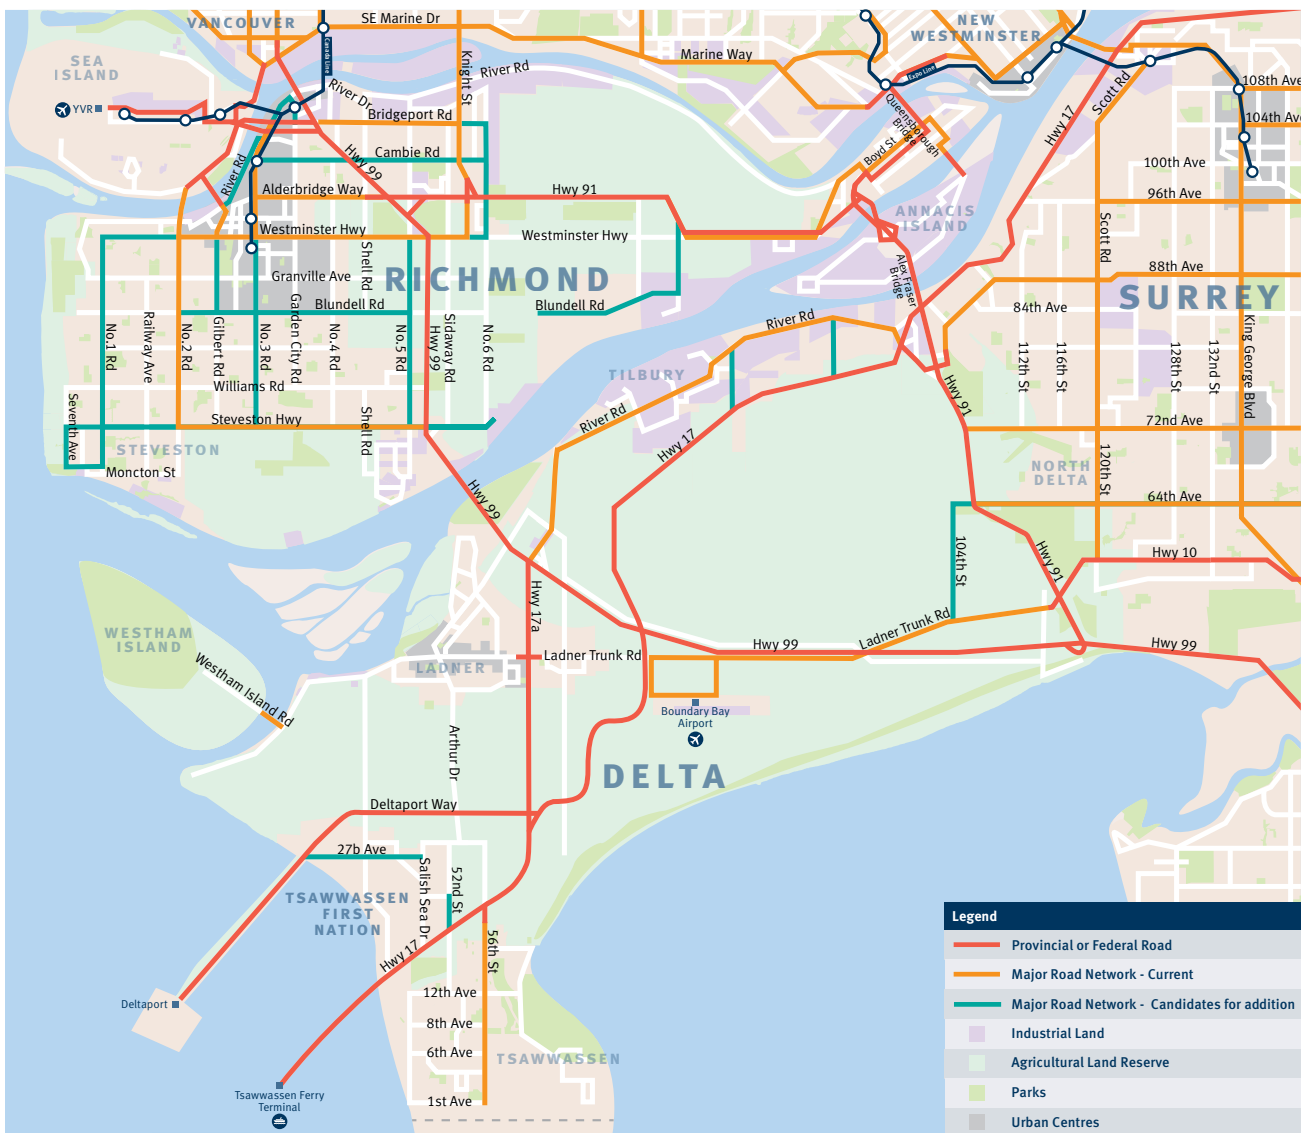 VANCOUVER
SE Marine Dr
NEW
WESTMINSTER
SEA
ISLAND
Canada Line
Knight St
Marine Way
River Rd
Expo Line
108th Ave
Scott Rd
Hwy 17
YVR
River Dr
Bridgeport Rd
Queensborough
Bridge
104th Ave
Boyd St
Cambie Rd
Hwy 99
River Rd
100th Ave
Alderbridge Way
Hwy 91
96th Ave
ANNACIS
ISLAND
Westminster Hwy
Westminster Hwy
Scott Rd
Shell Rd
Alex Fraser
Bridge
88th Ave
Granville Ave
RICHMOND
SURREY
Blundell Rd
Blundell Rd
84th Ave
River Rd
No.1 Rd
Railway Ave
No.2 Rd
Gilbert Rd
No.3 Rd
Garden City Rd
No.4 Rd
No.5 Rd
Hwy 99
Sidaway Rd
No.6 Rd
112th St
116th St
128th St
132nd St
King George Blvd
TILBURY
Williams Rd
Hwy 91
Seventh Ave
Steveston Hwy
Shell Rd
River Rd
72nd Ave
Hwy 17
STEVESTON
Moncton St
NORTH
DELTA
120th St
Hwy 99
64th Ave
104th St
Hwy 91
Hwy 10
Hwy 17a
WESTHAM
ISLAND
Ladner Trunk Rd
Hwy 99
Hwy 99
Westham Island Rd
LADNER
Ladner Trunk Rd
Boundary Bay
Airport
Arthur Dr
DELTA
Deltaport Way
27b Ave
Salish Sea Dr
52nd St
TSAWWASSEN
FIRST
NATION
Hwy 17
56th St
Deltaport
12th Ave
8th Ave
6th Ave
TSAWWASSEN
Tsawwassen Ferry
Terminal
1st Ave
Legend
Provincial or Federal Road
Major Road Network - Current
Major Road Network - Candidates for addition
Industrial Land
Agricultural Land Reserve
Parks
Urban Centres